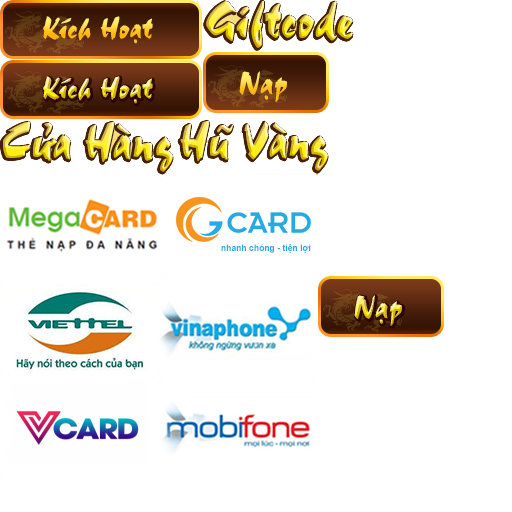 Kích Hoạt
Giftcode
Kích Hoạt
Nạp
Cửa Hàng
Hũ Vàng
MegaCARD
THẺ NẠP ĐA NĂNG
GCARD
nhanh chóng - tiện lợi
VIETTEL
Hãy nói theo cách của bạn
vinaphone
không ngừng vươn xa
Nạp
VCARD
mobifone
mọi lúc - mọi nơi